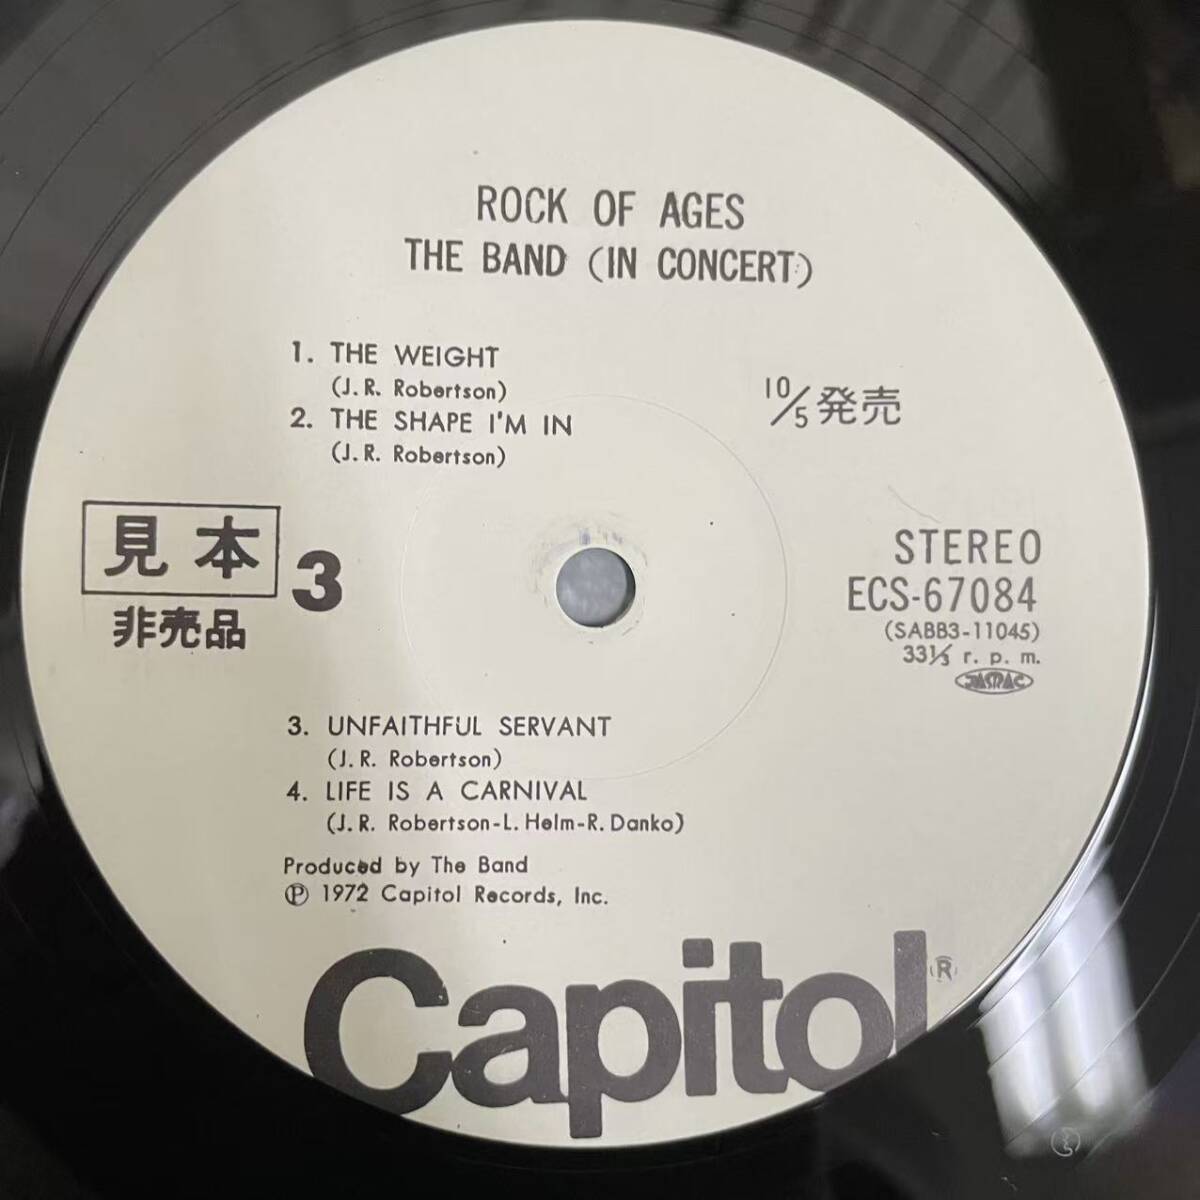 ROCK OF AGES
THE BAND (IN CONCERT)
1. THE WEIGHT
(J. R. Robertson)
2. THE SHAPE I'M IN
(J. R. Robertson)
10/5発売
見本
非売品
3
STEREO
ECS-67084
(SABB3-11045)
33⅓ r. p. m.
JASRAC
3. UNFAITHFUL SERVANT
(J. R. Robertson)
4. LIFE IS A CARNIVAL
(J. R. Robertson-L. Helm-R. Danko)
Produced by The Band
Ⓟ 1972 Capitol Records, Inc.
Capitol®